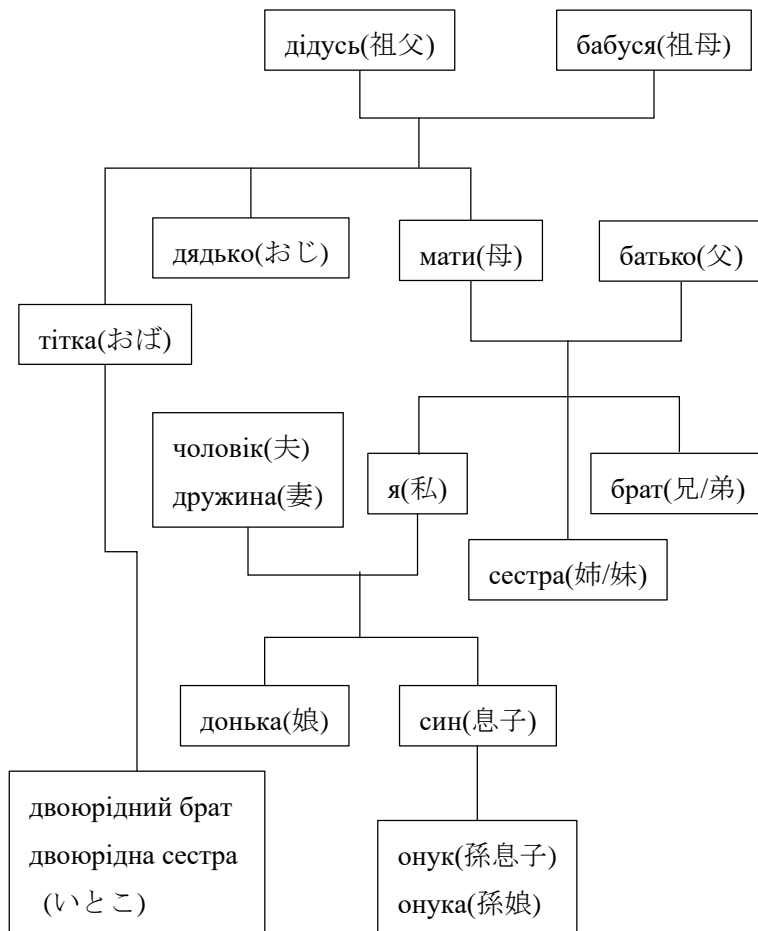 дідусь(祖父)
бабуся(祖母)
дядько(おじ)
мати(母)
батько(父)
тітка(おば)
чоловік(夫)
дружина(妻)
я(私)
брат(兄/弟)
сестра(姉/妹)
донька(娘)
син(息子)
двоюрідний брат
двоюрідна сестра
(いとこ)
онук(孫息子)
онука(孫娘)